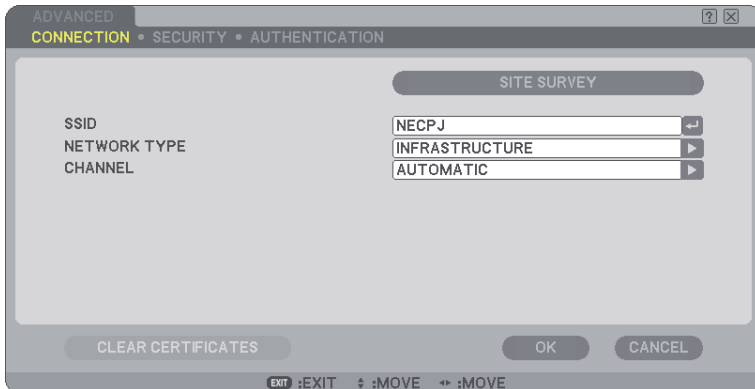 ADVANCED
CONNECTION • SECURITY • AUTHENTICATION
SITE SURVEY
SSID NECPJ
NETWORK TYPE INFRASTRUCTURE
CHANNEL AUTOMATIC
CLEAR CERTIFICATES OK CANCEL
EXIT :EXIT :MOVE :MOVE